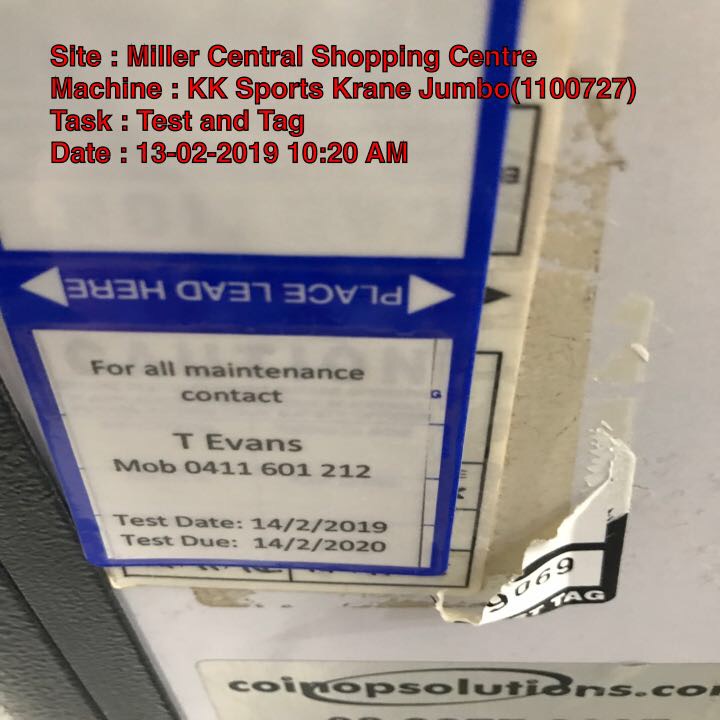 Site : Miller Central Shopping Centre
Machine : KK Sports Krane Jumbo(1100727)
Task : Test and Tag
Date : 13-02-2019 10:20 AM
PLACE LEAD HERE
For all maintenance
contact
T Evans
Mob 0411 601 212
Test Date: 14/2/2019
Test Due: 14/2/2020
9069
TAG
coinopsolutions.co